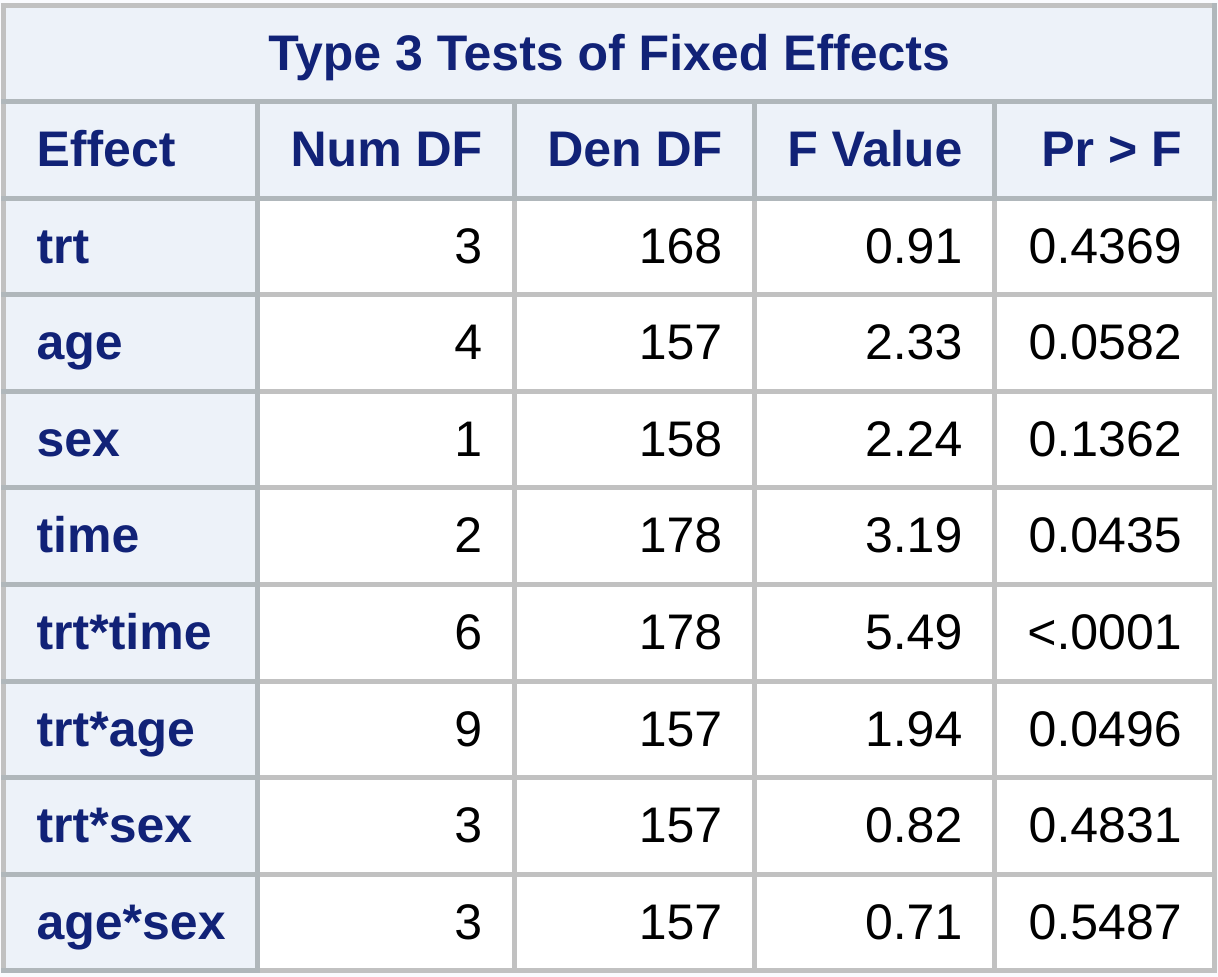 Type 3 Tests of Fixed Effects
Effect Num DF Den DF F Value Pr > F
trt 3 168 0.91 0.4369
age 4 157 2.33 0.0582
sex 1 158 2.24 0.1362
time 2 178 3.19 0.0435
trt*time 6 178 5.49 <.0001
trt*age 9 157 1.94 0.0496
trt*sex 3 157 0.82 0.4831
age*sex 3 157 0.71 0.5487